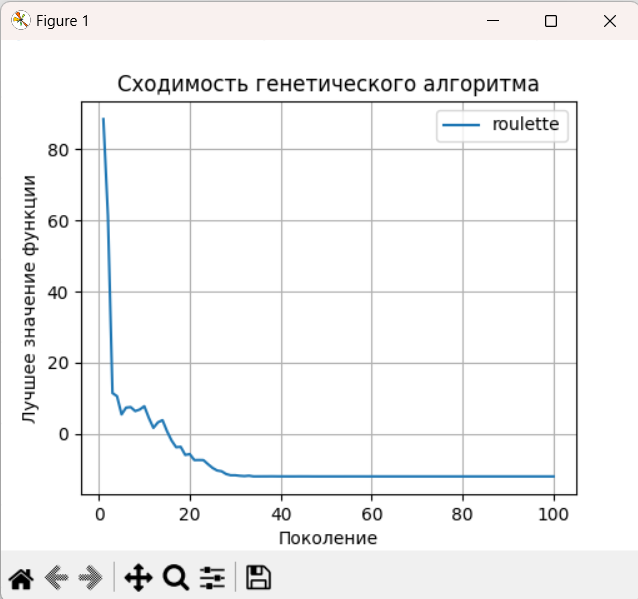 Figure 1
Сходимость генетического алгоритма
roulette
Лучшее значение функции
80
60
40
20
0
0 20 40 60 80 100
Поколение